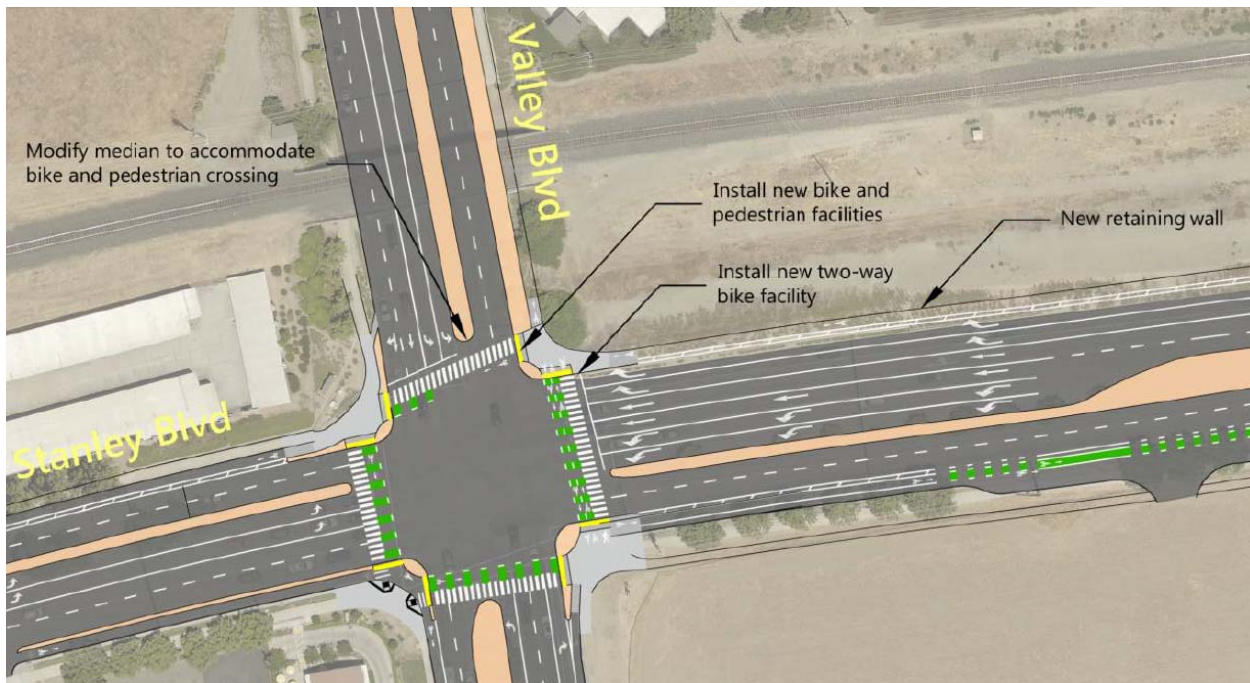 Valley Blvd
Modify median to accommodate
bike and pedestrian crossing
Install new bike and
pedestrian facilities
New retaining wall
Install new two-way
bike facility
Stanley Blvd